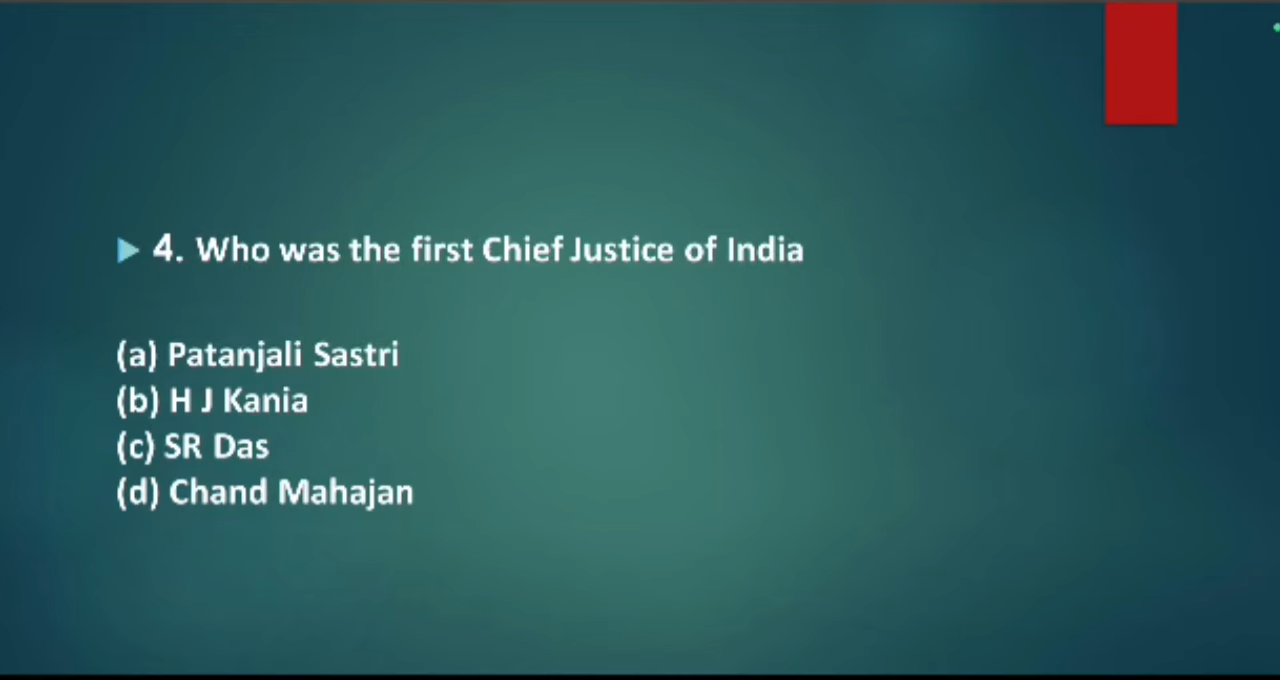 4. Who was the first Chief Justice of India
(a) Patanjali Sastri
(b) H J Kania
(c) SR Das
(d) Chand Mahajan